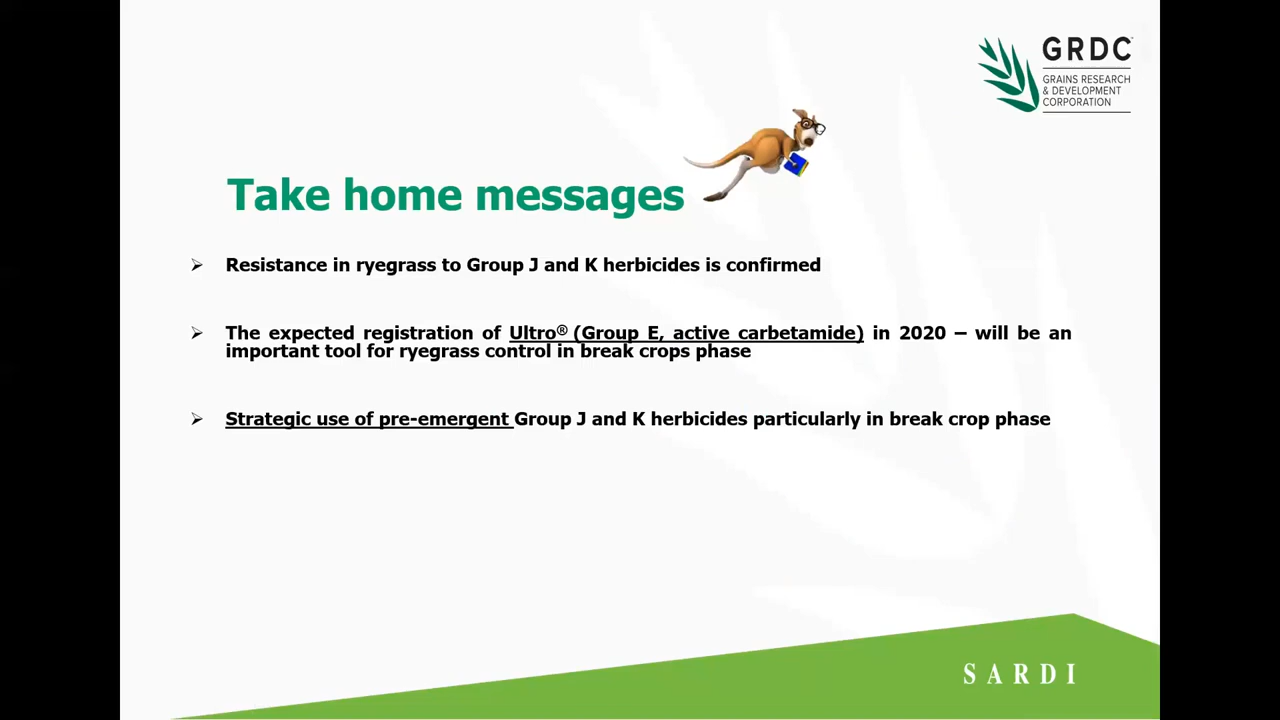 GRDC
GRAINS RESEARCH
& DEVELOPMENT
CORPORATION
Take home messages
Resistance in ryegrass to Group J and K herbicides is confirmed
The expected registration of Ultro® (Group E, active carbetamide) in 2020 – will be an
important tool for ryegrass control in break crops phase
Strategic use of pre-emergent Group J and K herbicides particularly in break crop phase
SARDI